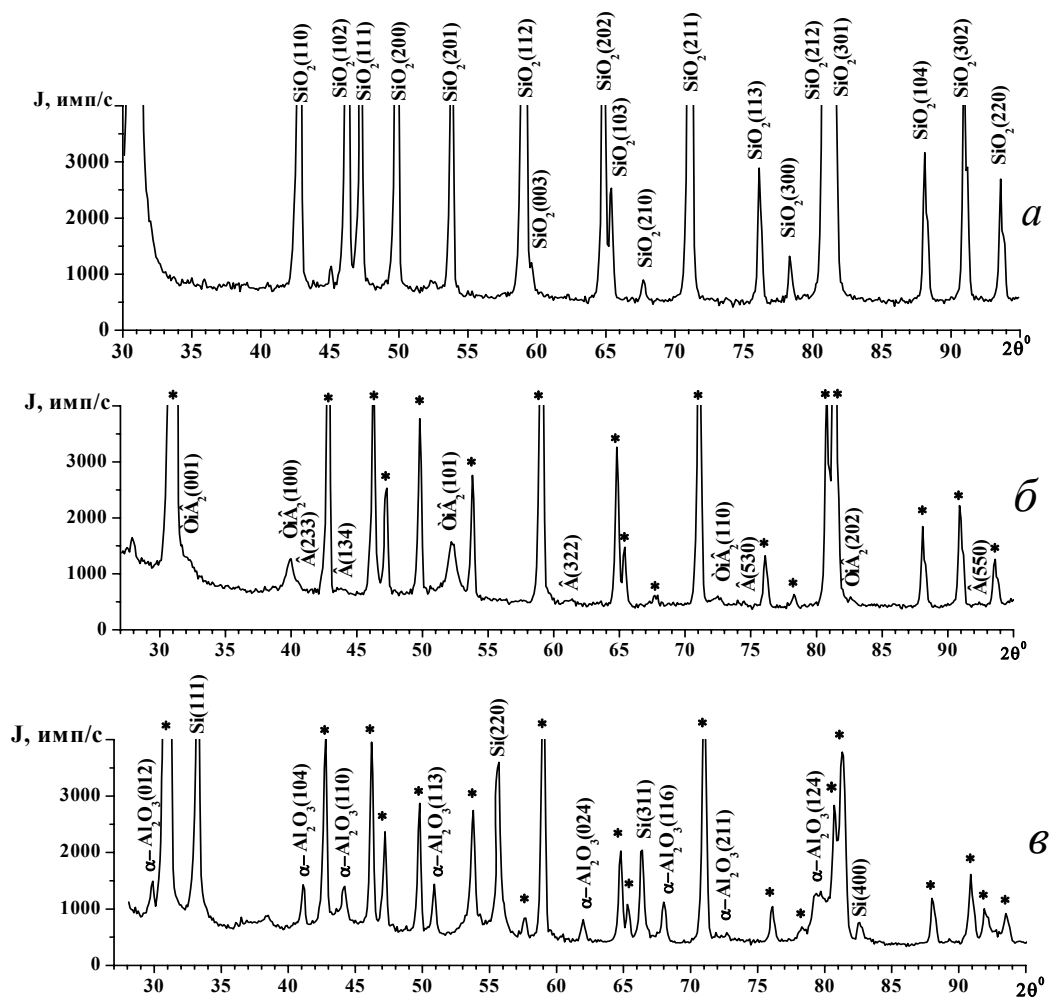 SiO2(110)
SiO2(102)
SiO2(111)
SiO2(200)
SiO2(201)
SiO2(112)
SiO2(003)
SiO2(202)
SiO2(103)
SiO2(210)
SiO2(211)
SiO2(113)
SiO2(300)
SiO2(212)
SiO2(301)
SiO2(104)
SiO2(302)
SiO2(220)
J, имп/с
3000
2000
1000
0
30 35 40 45 50 55 60 65 70 75 80 85 90 95
2θ⁰
а
J, имп/с
3000
2000
1000
0
* * * * * * * * * * * * * * * * * *
ÒiÂ2(001)
ÒiÂ2(100)
Â(233)
Â(134)
ÒiÂ2(101)
Â(322)
ÒiÂ2(110)
Â(530)
ÒiÂ2(202)
Â(550)
30 35 40 45 50 55 60 65 70 75 80 85 90
2θ⁰
б
J, имп/с
3000
2000
1000
0
* * * * * * * * * * * * * * * * * * *
α−Al2O3(012)
Si(111)
α−Al2O3(104)
α−Al2O3(110)
α−Al2O3(113)
Si(220)
α−Al2O3(024)
Si(311)
α−Al2O3(116)
α−Al2O3(211)
α−Al2O3(124)
Si(400)
30 35 40 45 50 55 60 65 70 75 80 85 90
2θ⁰
в